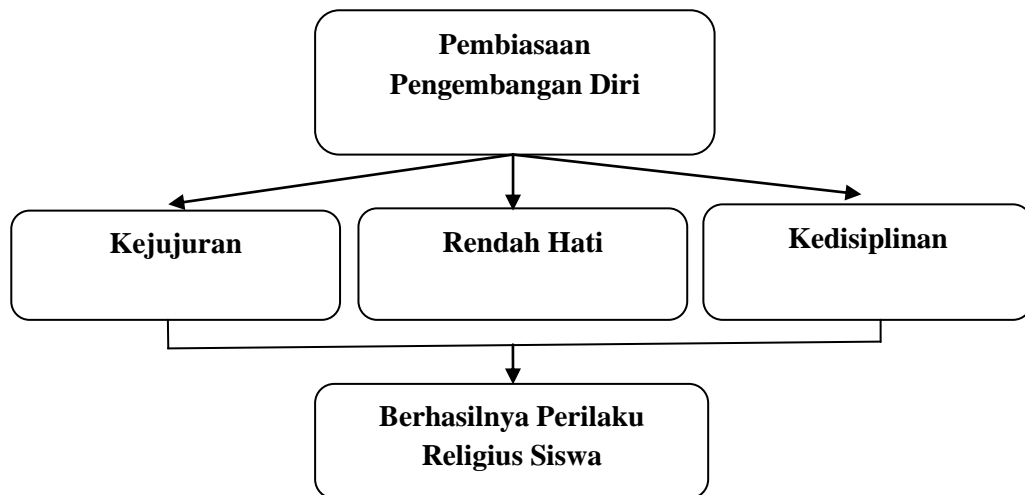 Pembiasaan
Pengembangan Diri
Kejujuran
Rendah Hati
Kedisiplinan
Berhasilnya Perilaku
Religius Siswa